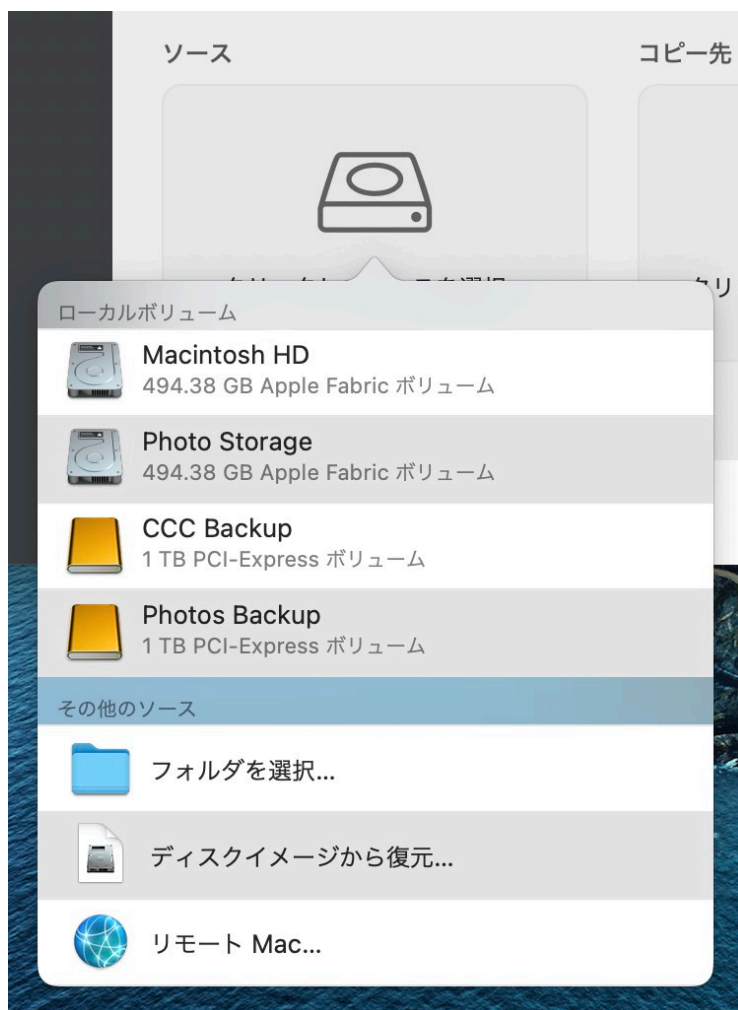 ソース
コピー先
クリ
ローカルボリューム
Macintosh HD
494.38 GB Apple Fabric ボリューム
Photo Storage
494.38 GB Apple Fabric ボリューム
CCC Backup
1 TB PCI-Express ボリューム
Photos Backup
1 TB PCI-Express ボリューム
その他のソース
フォルダを選択...
ディスクイメージから復元...
リモート Mac...